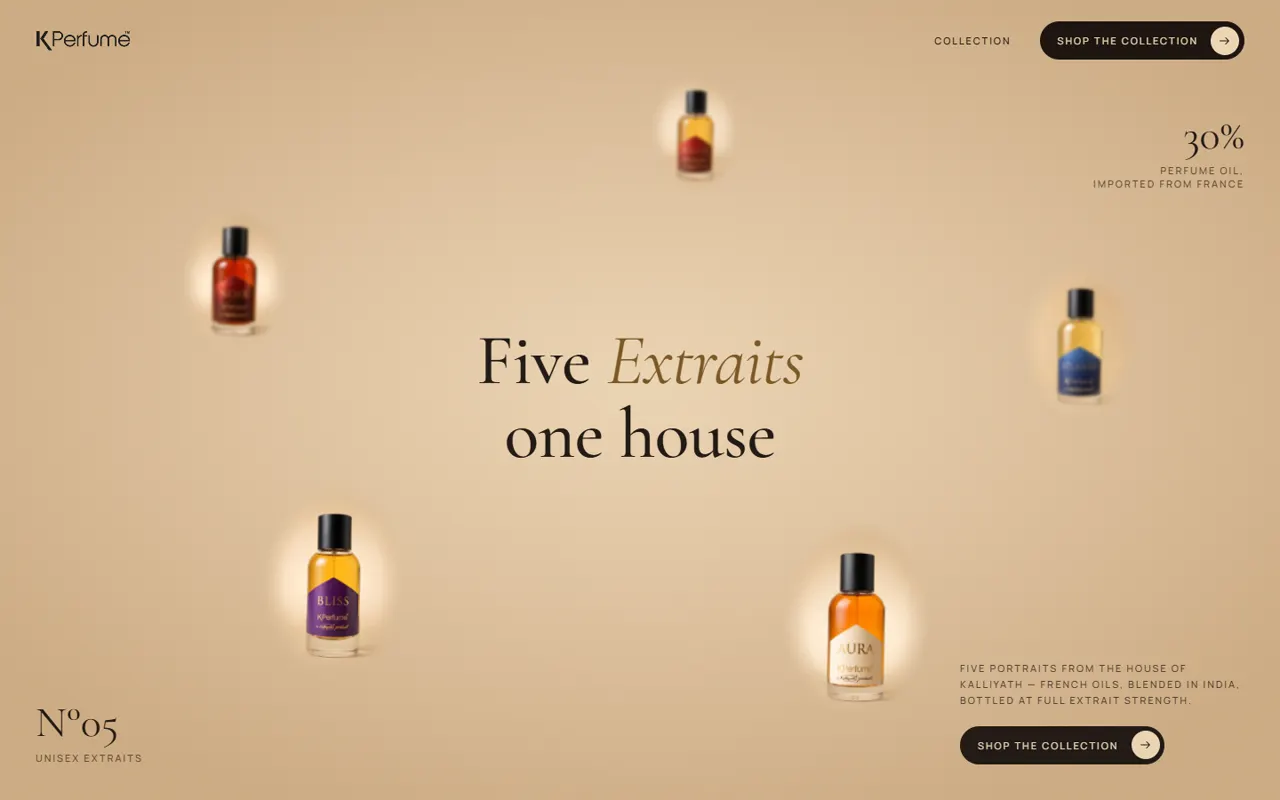 KPerfume
COLLECTION
SHOP THE COLLECTION
30%
PERFUME OIL,
IMPORTED FROM FRANCE
Five Extraits
one house
BLISS
KPerfume
AURA
KPerfume
Nº05
UNISEX EXTRAITS
FIVE PORTRAITS FROM THE HOUSE OF
KALLIYATH — FRENCH OILS, BLENDED IN INDIA,
BOTTLED AT FULL EXTRAIT STRENGTH.
SHOP THE COLLECTION